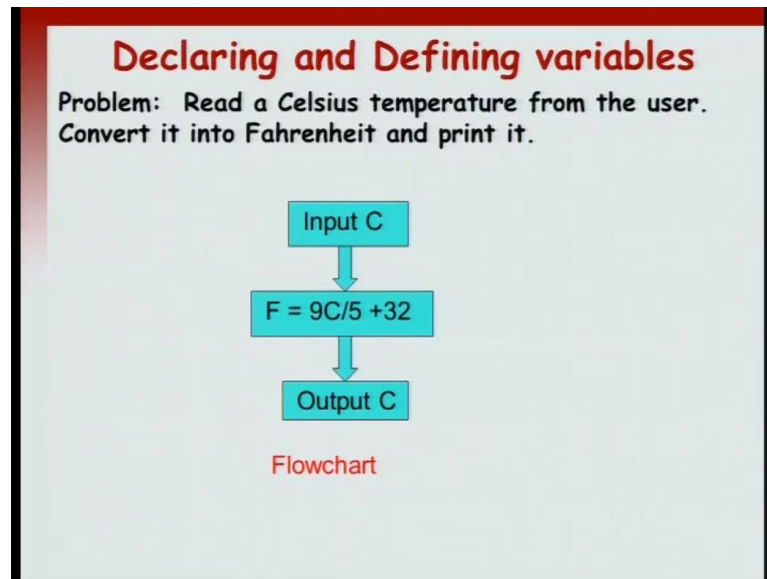 Declaring and Defining variables
Problem: Read a Celsius temperature from the user.
Convert it into Fahrenheit and print it.
Input C
F = 9C/5 +32
Output C
Flowchart